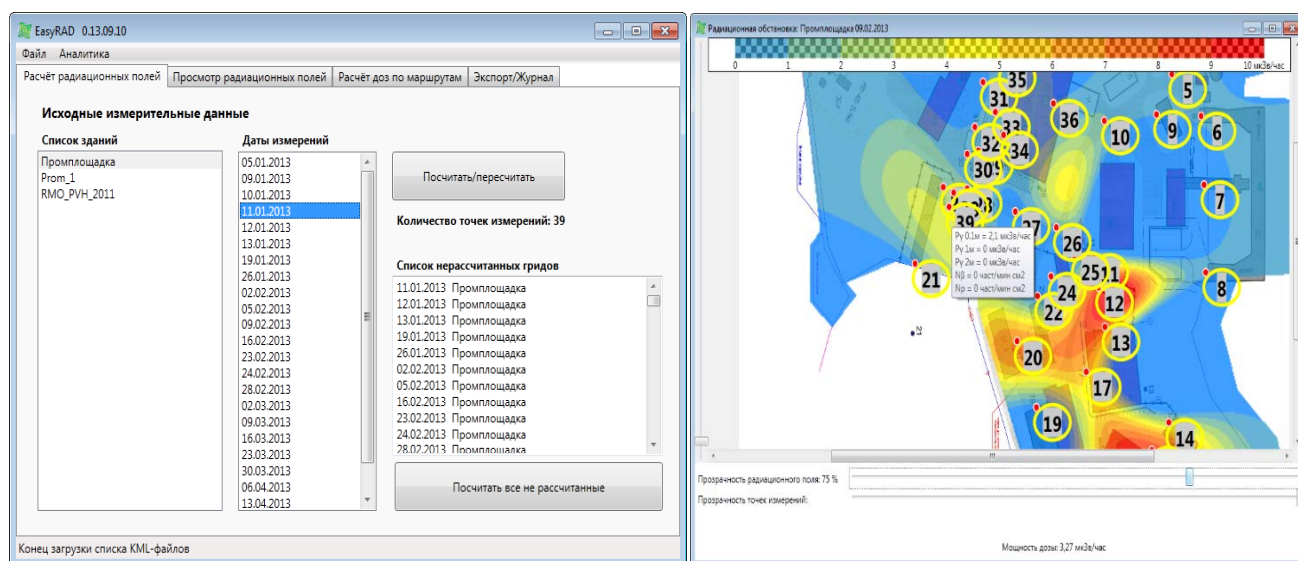 EasyRAD 0.13.09.10
Файл Аналитика
Расчёт радиационных полей Просмотр радиационных полей Расчёт доз по маршрутам Экспорт/Журнал
Исходные измерительные данные
Список зданий
Промплощадка
Prom_1
RMO_PVH_2011
Даты измерений
05.01.2013
09.01.2013
10.01.2013
11.01.2013
12.01.2013
13.01.2013
19.01.2013
26.01.2013
02.02.2013
05.02.2013
09.02.2013
16.02.2013
23.02.2013
24.02.2013
28.02.2013
02.03.2013
09.03.2013
16.03.2013
23.03.2013
30.03.2013
06.04.2013
13.04.2013
Посчитать/пересчитать
Количество точек измерений: 39
Список нерассчитанных гридов
11.01.2013 Промплощадка
12.01.2013 Промплощадка
13.01.2013 Промплощадка
19.01.2013 Промплощадка
26.01.2013 Промплощадка
02.02.2013 Промплощадка
05.02.2013 Промплощадка
16.02.2013 Промплощадка
23.02.2013 Промплощадка
24.02.2013 Промплощадка
28.02.2013 Промплощадка
Посчитать все не рассчитанные
Конец загрузки списка KML-файлов
Радиационная обстановка: Промплощадка 09.02.2013
0 1 2 3 4 5 6 7 8 9 10 мкЗв/час
35
5
31
36
33
10
9
6
32
34
30
7
28
39
27
26
Pγ 0.1м = 2,1 мкЗв/час
Pγ 1м = 0 мкЗв/час
Pγ 2м = 0 мкЗв/час
Nβ = 0 част/мин см2
Np = 0 част/мин см2
21
25
11
24
8
22
12
21
13
20
17
19
14
Прозрачность радиационного поля: 75 %
Прозрачность точек измерений:
Мощность дозы: 3,27 мкЗв/час